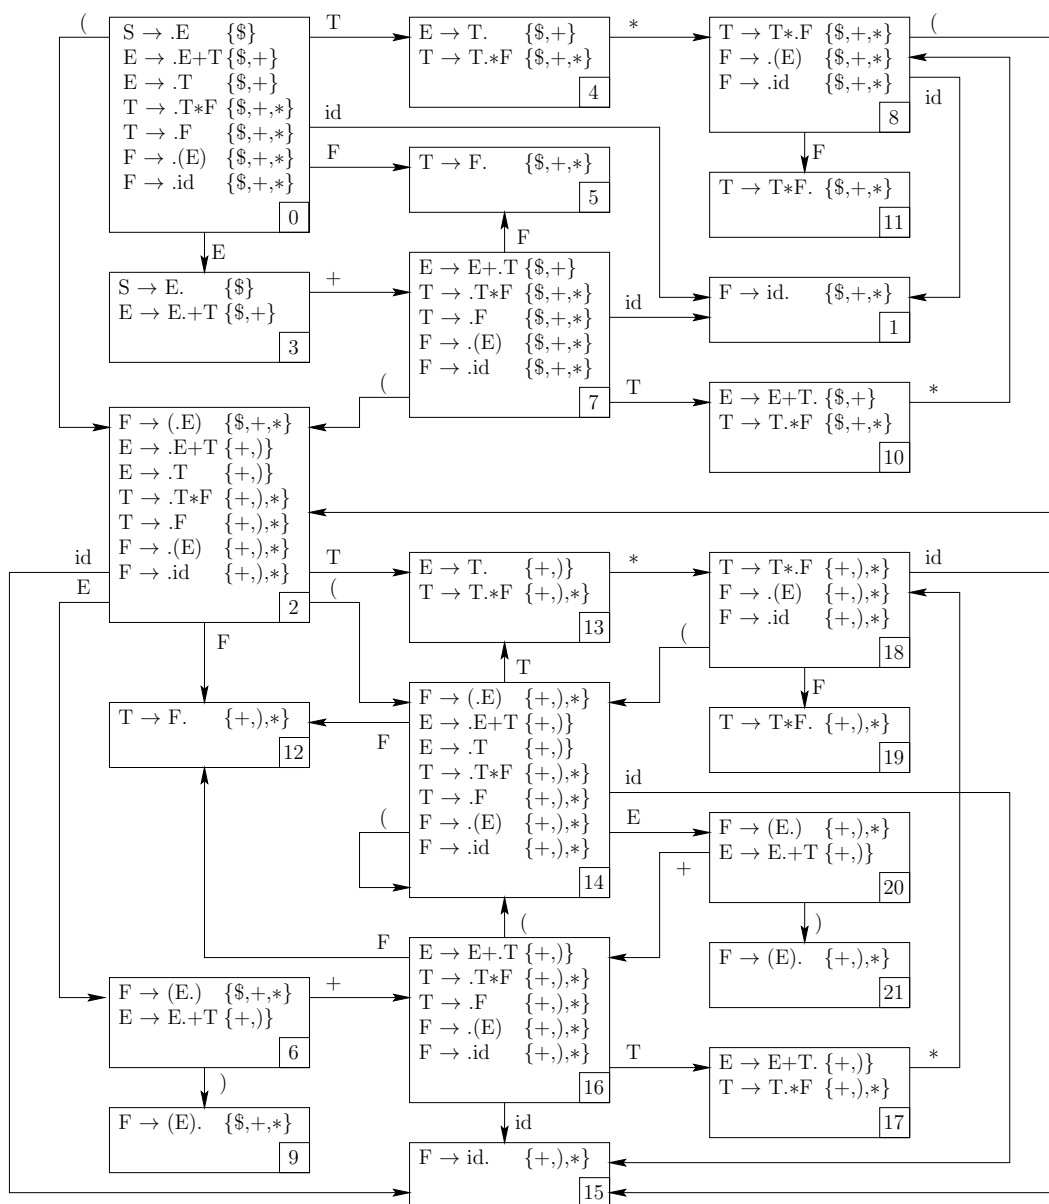 (
S → .E {$}
E → .E+T {$,+}
E → .T {$,+}
T → .T*F {$,+,*}
T → .F {$,+,*}
F → .(E) {$,+,*}
F → .id {$,+,*}
0
T
E → T. {$,+}
T → T.*F {$,+,*}
4
*
T → T*.F {$,+,*}
F → .(E) {$,+,*}
F → .id {$,+,*}
8
(
id
id
F
T → F. {$,+,*}
5
F
T → T*F. {$,+,*}
11
E
F
S → E. {$}
E → E.+T {$,+}
3
+
E → E+.T {$,+}
T → .T*F {$,+,*}
T → .F {$,+,*}
F → .(E) {$,+,*}
F → .id {$,+,*}
7
id
F → id. {$,+,*}
1
(
T
E → E+T. {$,+}
T → T.*F {$,+,*}
10
*
F → (.E) {$,+,*}
E → .E+T {+,)}
E → .T {+,)}
T → .T*F {+,),*}
T → .F {+,),*}
F → .(E) {+,),*}
F → .id {+,),*}
2
id
E
T
(
E → T. {+,)}
T → T.*F {+,),*}
13
*
T → T*.F {+,),*}
F → .(E) {+,),*}
F → .id {+,),*}
18
id
F
T
(
F
T → F. {+,),*}
12
F
F → (.E) {+,),*}
E → .E+T {+,)}
E → .T {+,)}
T → .T*F {+,),*}
T → .F {+,),*}
F → .(E) {+,),*}
F → .id {+,),*}
14
T → T*F. {+,),*}
19
(
id
E
F → (E.) {+,),*}
E → E.+T {+,)}
20
+
(
)
F
E → E+.T {+,)}
T → .T*F {+,),*}
T → .F {+,),*}
F → .(E) {+,),*}
F → .id {+,),*}
16
F → (E). {+,),*}
21
F → (E.) {$,+,*}
E → E.+T {+,)}
6
+
T
E → E+T. {+,)}
T → T.*F {+,),*}
17
*
)
F → (E). {$,+,*}
9
id
F → id. {+,),*}
15